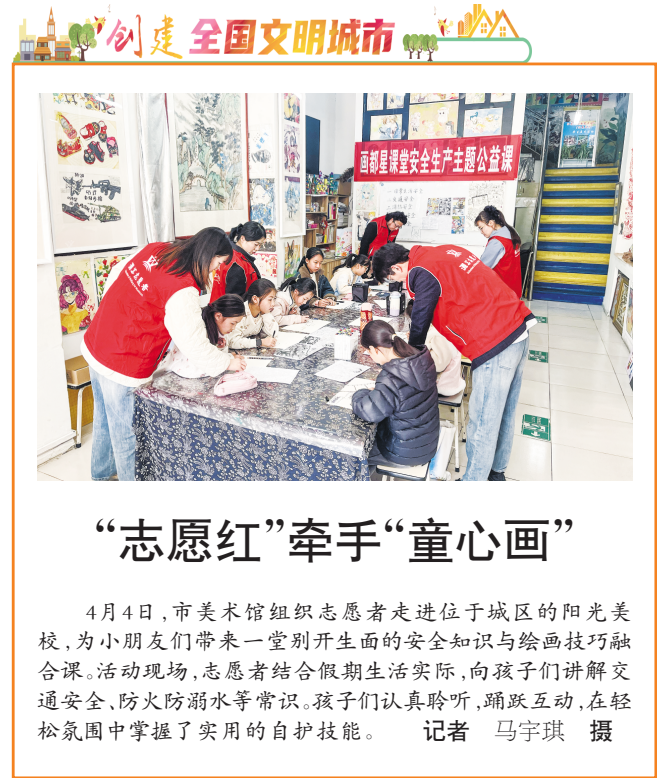 创建 全国文明城市
画都星课堂安全生产主题公益课
“志愿红”牵手“童心画”
4月4日，市美术馆组织志愿者走进位于城区的阳光美
校，为小朋友们带来一堂别开生面的安全知识与绘画技巧融
合课。活动现场，志愿者结合假期生活实际，向孩子们讲解交
通安全、防火防溺水等常识。孩子们认真聆听，踊跃互动，在轻
松氛围中掌握了实用的自护技能。 记者 马宇琪 摄